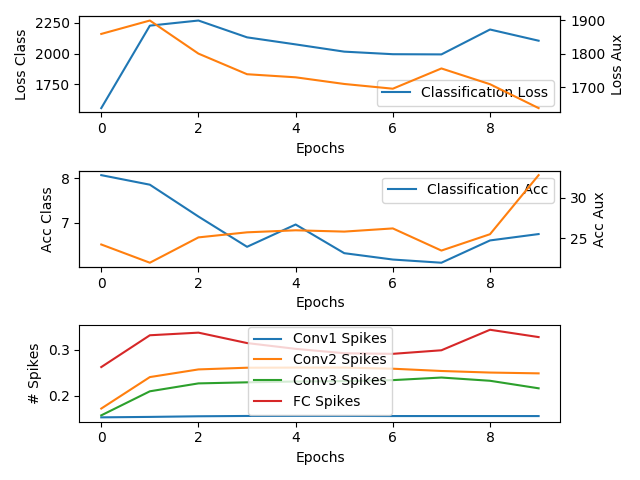 2250
2000
1750
1900
1800
1700
Loss Class
Loss Aux
Classification Loss
0 2 4 6 8
Epochs
8
7
30
25
Acc Class
Acc Aux
Classification Acc
0 2 4 6 8
Epochs
0.3
0.2
# Spikes
Conv1 Spikes
Conv2 Spikes
Conv3 Spikes
FC Spikes
0 2 4 6 8
Epochs